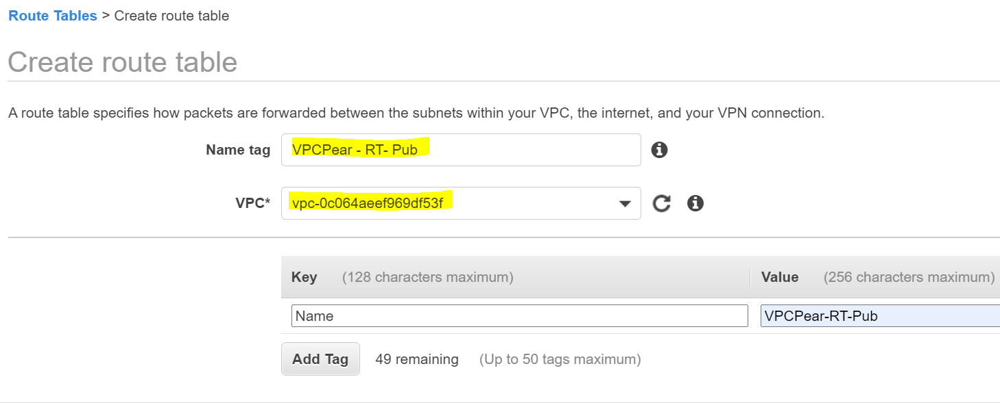 Route Tables > Create route table
Create route table
A route table specifies how packets are forwarded between the subnets within your VPC, the internet, and your VPN connection.
Name tag VPCPear - RT- Pub
VPC* vpc-0c064aeef969df53f
Key (128 characters maximum) Value (256 characters maximum)
Name VPCPear-RT-Pub
Add Tag 49 remaining (Up to 50 tags maximum)